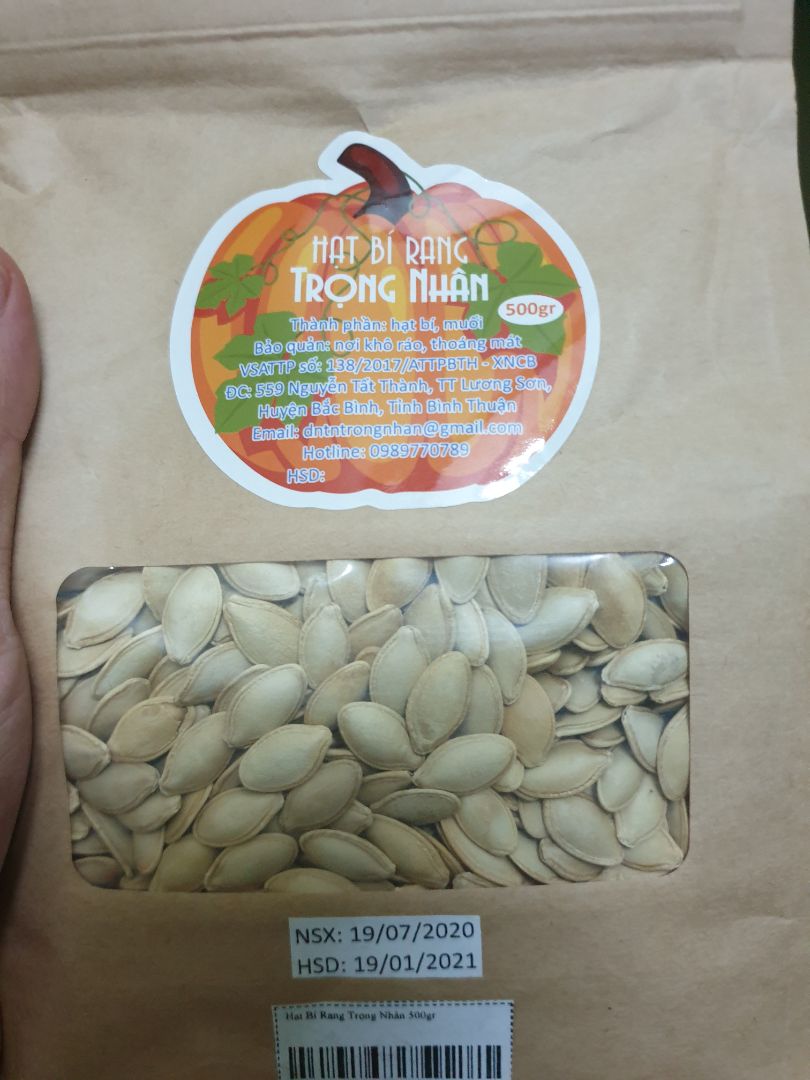 HẠT BÍ RANG
TRỌNG NHÂN
500gr
Thành phần: hạt bí, muối
Bảo quản: nơi khô ráo, thoáng mát
VSATTP số: 138/2017/ATTPBTH - XNCB
ĐC: 559 Nguyễn Tất Thành, TT Lương Sơn,
Huyện Bắc Bình, Tỉnh Bình Thuận
Email: dntntrongnhan@gmail.com
Hotline: 0989770789
HSD:
NSX: 19/07/2020
HSD: 19/01/2021
Hạt Bí Rang Trọng Nhân 500gr